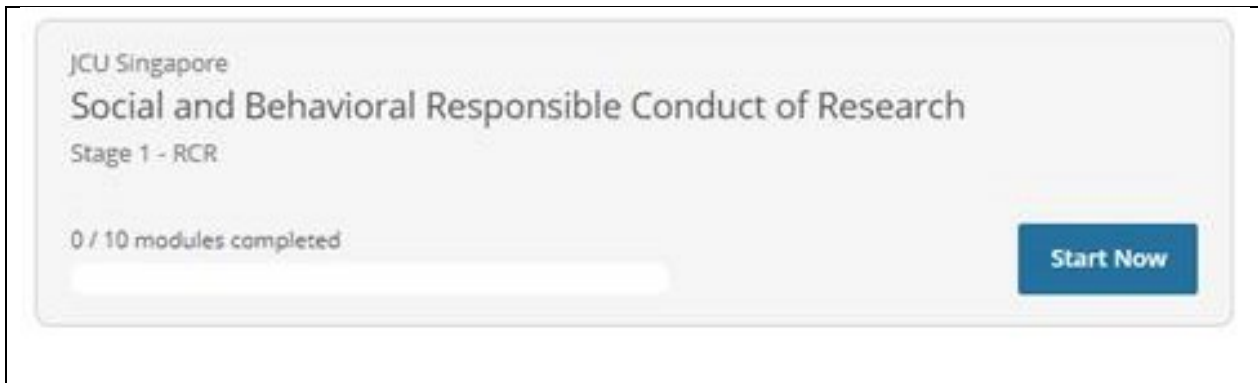 JCU Singapore
Social and Behavioral Responsible Conduct of Research
Stage 1 - RCR
0 / 10 modules completed
Start Now